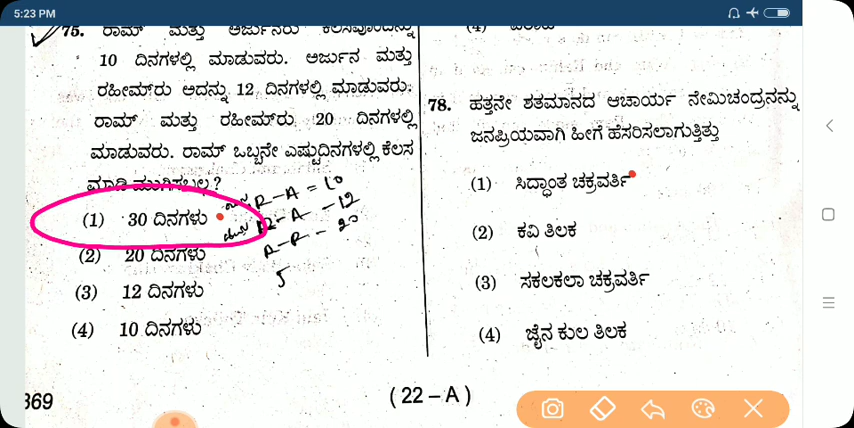 5:23 PM
75. ರಾಮ್ ಮತ್ತು ಅರ್ಜುನರು ಕೆಲಸವೊಂದನ್ನು
10 ದಿನಗಳಲ್ಲಿ ಮಾಡುವರು. ಅರ್ಜುನ ಮತ್ತು
ರಹೀಮ್‌ರು ಅದನ್ನು 12 ದಿನಗಳಲ್ಲಿ ಮಾಡುವರು.
ರಾಮ್ ಮತ್ತು ರಹೀಮ್‌ರು 20 ದಿನಗಳಲ್ಲಿ
ಮಾಡುವರು. ರಾಮ್ ಒಬ್ಬನೇ ಎಷ್ಟುದಿನಗಳಲ್ಲಿ ಕೆಲಸ
ಮಾಡಿ ಮುಗಿಸಬಲ್ಲ?
(1) 30 ದಿನಗಳು
(2) 20 ದಿನಗಳು
(3) 12 ದಿನಗಳು
(4) 10 ದಿನಗಳು
R-A = 10
R-A - 12
A-R - 20
5
(4)
78. ಹತ್ತನೇ ಶತಮಾನದ ಆಚಾರ್ಯ ನೇಮಿಚಂದ್ರನನ್ನು
ಜನಪ್ರಿಯವಾಗಿ ಹೀಗೆ ಹೆಸರಿಸಲಾಗುತ್ತಿತ್ತು
(1) ಸಿದ್ಧಾಂತ ಚಕ್ರವರ್ತಿ
(2) ಕವಿ ತಿಲಕ
(3) ಸಕಲಕಲಾ ಚಕ್ರವರ್ತಿ
(4) ಜೈನ ಕುಲ ತಿಲಕ
369
( 22 – A )